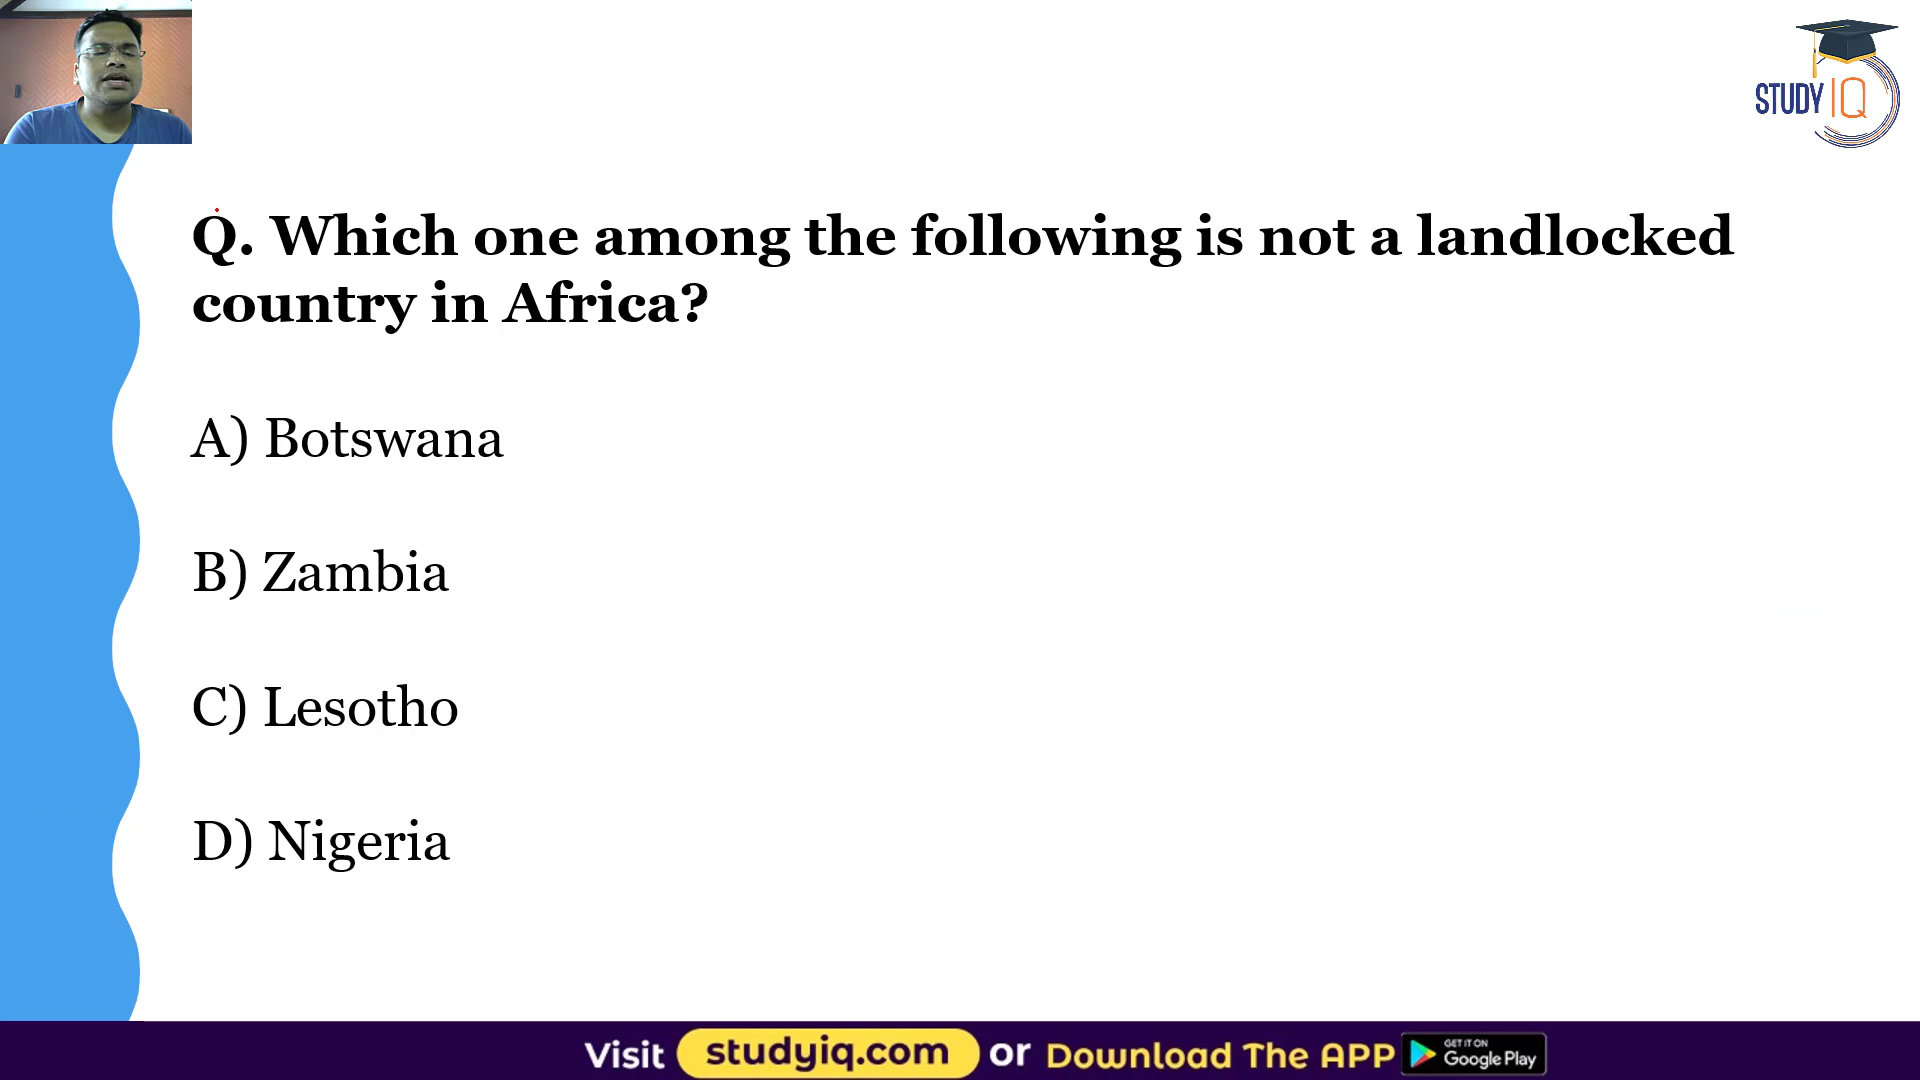 STUDY IQ
Q. Which one among the following is not a landlocked
country in Africa?
A) Botswana
B) Zambia
C) Lesotho
D) Nigeria
Visit studyiq.com or Download The APP GET IT ON Google Play